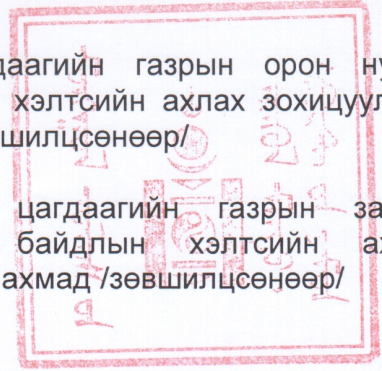 даагийн газрын орон ну
хэлтсийн ахлах зохицуул
шилцсөнөөр/
цагдаагийн газрын за
байдлын хэлтсийн ах
ахмад /зөвшилцсөнөөр/